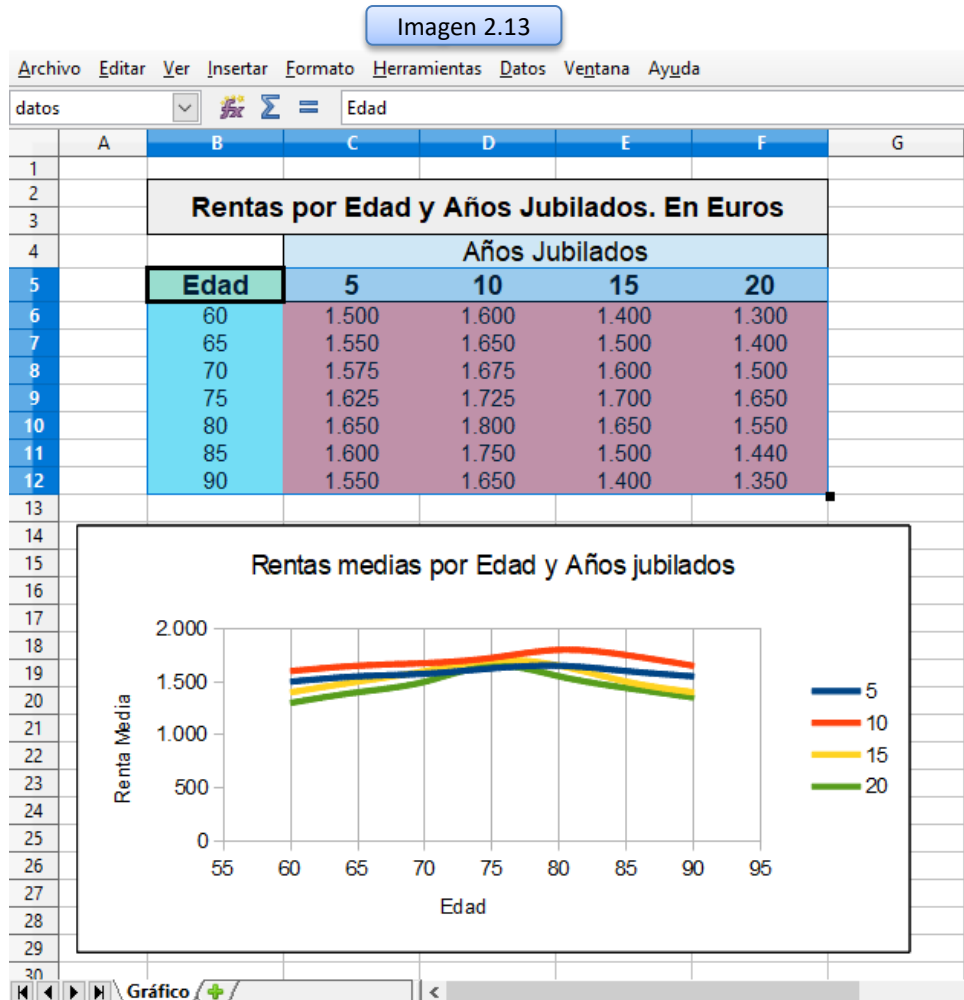 Imagen 2.13
Archivo Editar Ver Insertar Formato Herramientas Datos Ventana Ayuda
datos Edad
A B C D E F G
1
2
3
Rentas por Edad y Años Jubilados. En Euros
4 Años Jubilados
5 Edad 5 10 15 20
6 60 1.500 1.600 1.400 1.300
7 65 1.550 1.650 1.500 1.400
8 70 1.575 1.675 1.600 1.500
9 75 1.625 1.725 1.700 1.650
10 80 1.650 1.800 1.650 1.550
11 85 1.600 1.750 1.500 1.440
12 90 1.550 1.650 1.400 1.350
13
14
15
16
17
18
19
20
21
22
23
24
25
26
27
28
29
30
Rentas medias por Edad y Años jubilados
Renta Media
2.000
1.500
1.000
500
0
55 60 65 70 75 80 85 90 95
Edad
5
10
15
20
Gráfico